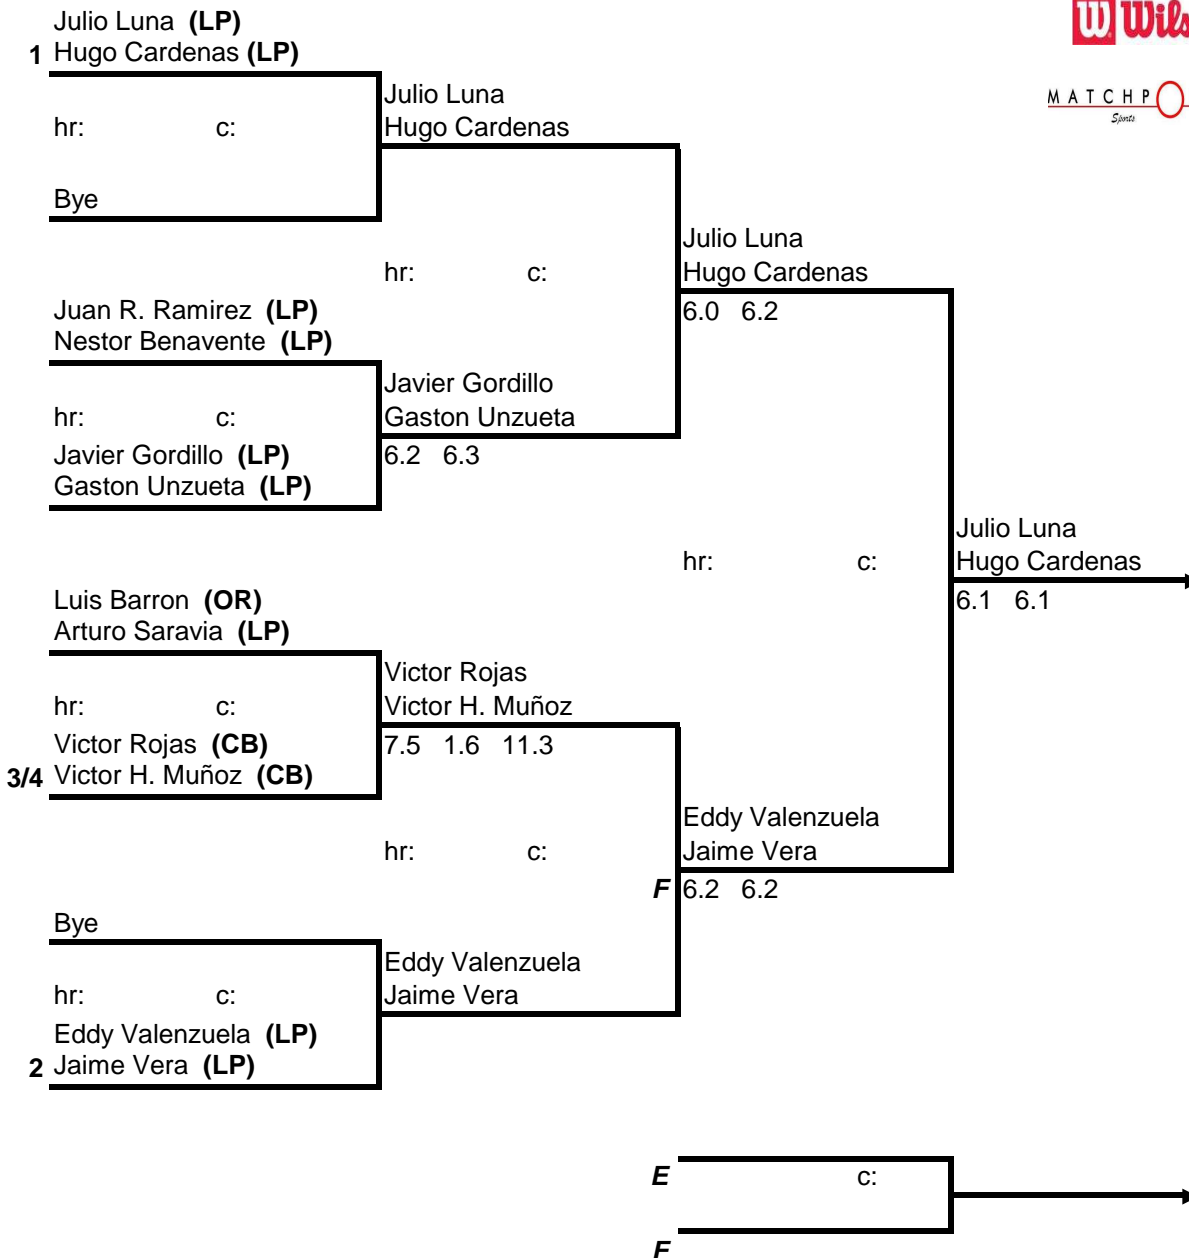 Julio Luna (LP)
1 Hugo Cardenas (LP)
Wils
MATCHPO
Sports
Julio Luna
Hugo Cardenas
hr: c:
Bye
Julio Luna
Hugo Cardenas
hr: c:
6.0 6.2
Juan R. Ramirez (LP)
Nestor Benavente (LP)
Javier Gordillo
Gaston Unzueta
hr: c:
6.2 6.3
Javier Gordillo (LP)
Gaston Unzueta (LP)
Julio Luna
Hugo Cardenas
hr: c:
6.1 6.1
Luis Barron (OR)
Arturo Saravia (LP)
Victor Rojas
Victor H. Muñoz
hr: c:
7.5 1.6 11.3
Victor Rojas (CB)
3/4 Victor H. Muñoz (CB)
Eddy Valenzuela
Jaime Vera
hr: c:
F 6.2 6.2
Bye
Eddy Valenzuela
Jaime Vera
hr: c:
Eddy Valenzuela (LP)
2 Jaime Vera (LP)
E c:
F